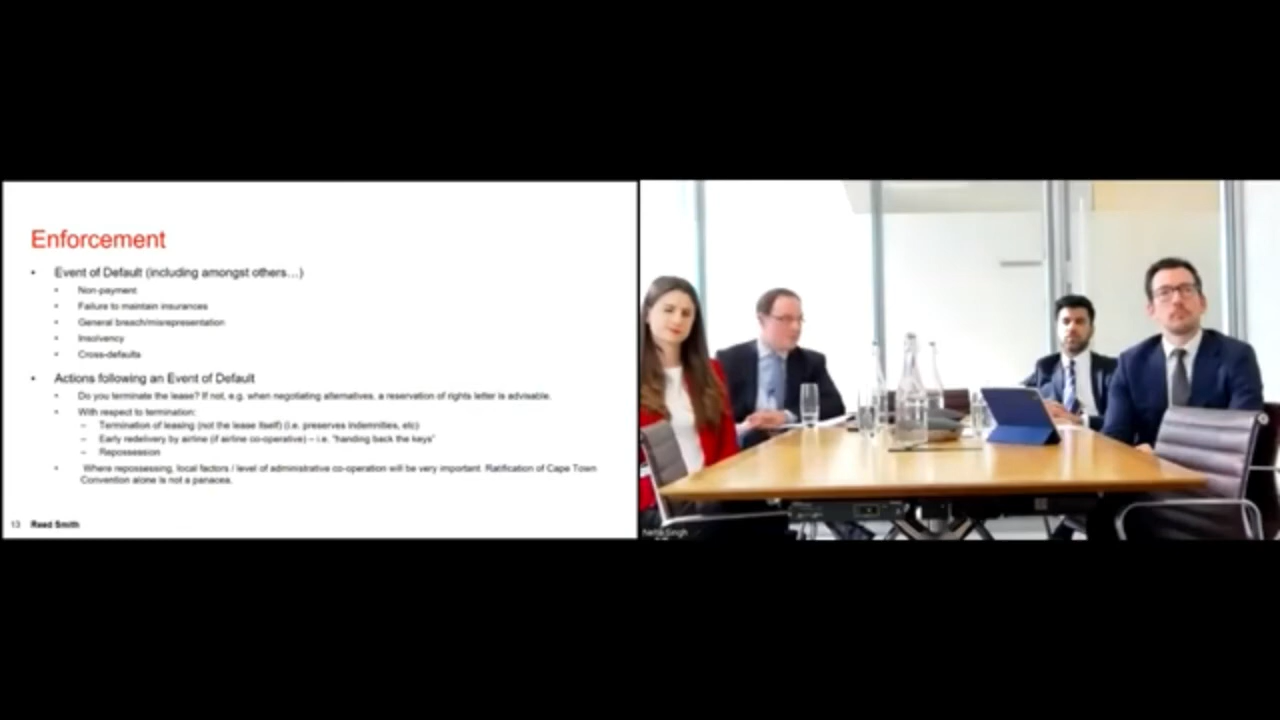 Enforcement
• Event of Default (including amongst others…)
• Non-payment
• Failure to maintain insurances
• General breach/misrepresentation
• Insolvency
• Cross-defaults
• Actions following an Event of Default
• Do you terminate the lease? If not, e.g. when negotiating alternatives, a reservation of rights letter is advisable.
• With respect to termination:
– Termination of leasing (not the lease itself) (i.e. preserves indemnities, etc)
– Early redelivery by airline (if airline co-operative) – i.e. “handing back the keys”
– Repossession
• Where repossessing, local factors / level of administrative co-operation will be very important. Ratification of Cape Town
Convention alone is not a panacea.
13 Reed Smith
Singh